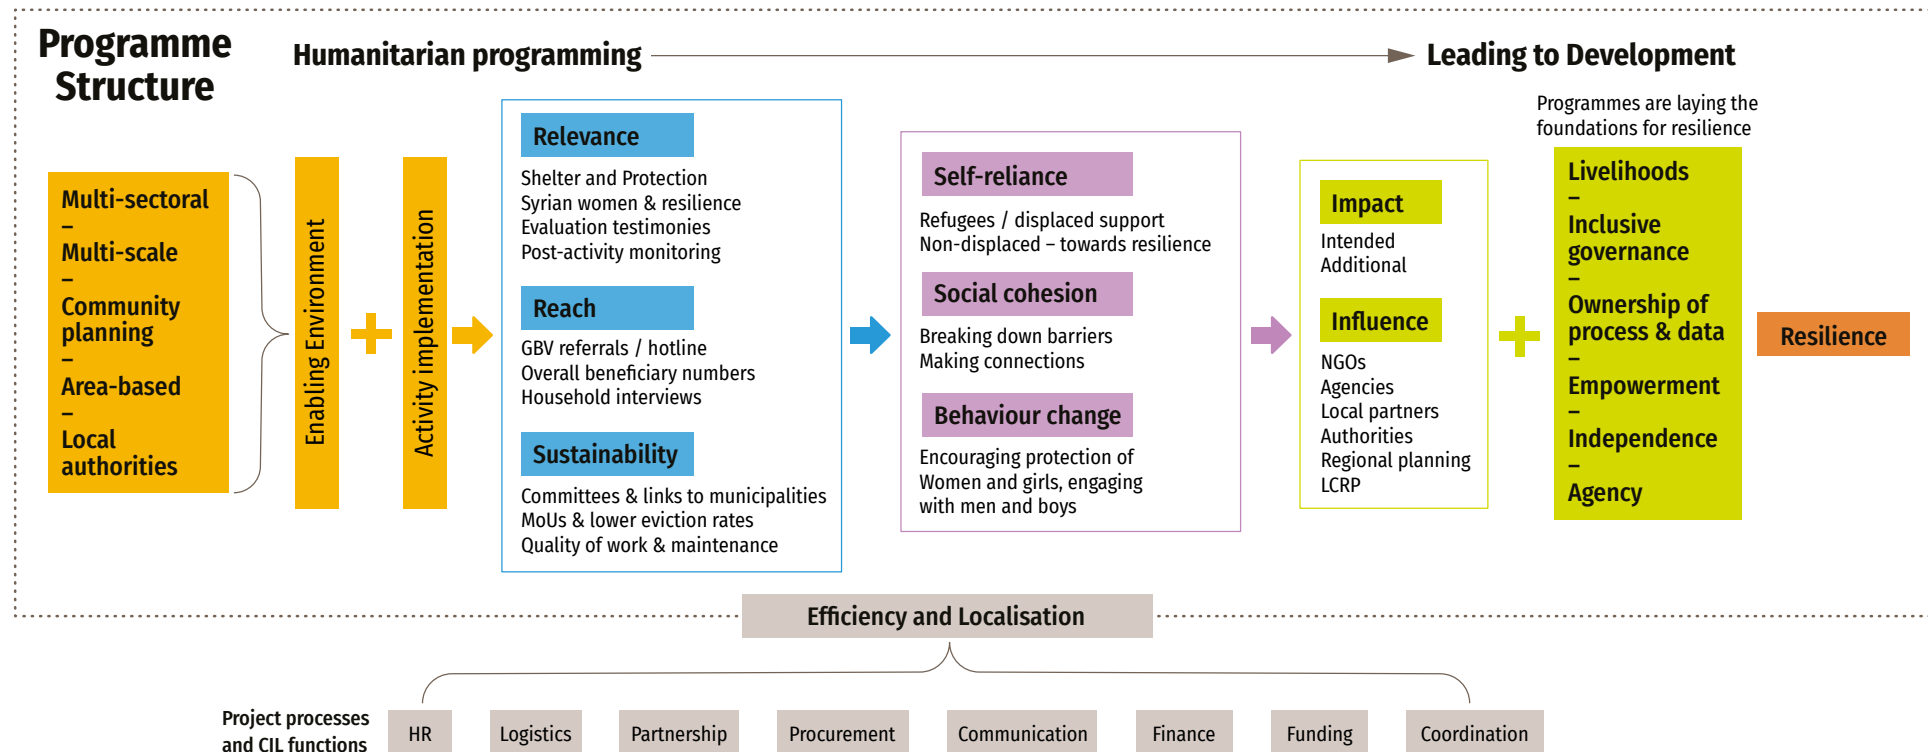 Programme
Structure
Humanitarian programming
Leading to Development
Programmes are laying the
foundations for resilience
Multi-sectoral
–
Multi-scale
–
Community
planning
–
Area-based
–
Local
authorities
Enabling Environment
Activity implementation
Relevance
Shelter and Protection
Syrian women & resilience
Evaluation testimonies
Post-activity monitoring
Reach
GBV referrals / hotline
Overall beneficiary numbers
Household interviews
Sustainability
Committees & links to municipalities
MoUs & lower eviction rates
Quality of work & maintenance
Self-reliance
Refugees / displaced support
Non-displaced – towards resilience
Social cohesion
Breaking down barriers
Making connections
Behaviour change
Encouraging protection of
Women and girls, engaging
with men and boys
Impact
Intended
Additional
Influence
NGOs
Agencies
Local partners
Authorities
Regional planning
LCRP
Livelihoods
–
Inclusive
governance
–
Ownership of
process & data
–
Empowerment
–
Independence
–
Agency
Resilience
Efficiency and Localisation
Project processes
and CIL functions
HR
Logistics
Partnership
Procurement
Communication
Finance
Funding
Coordination